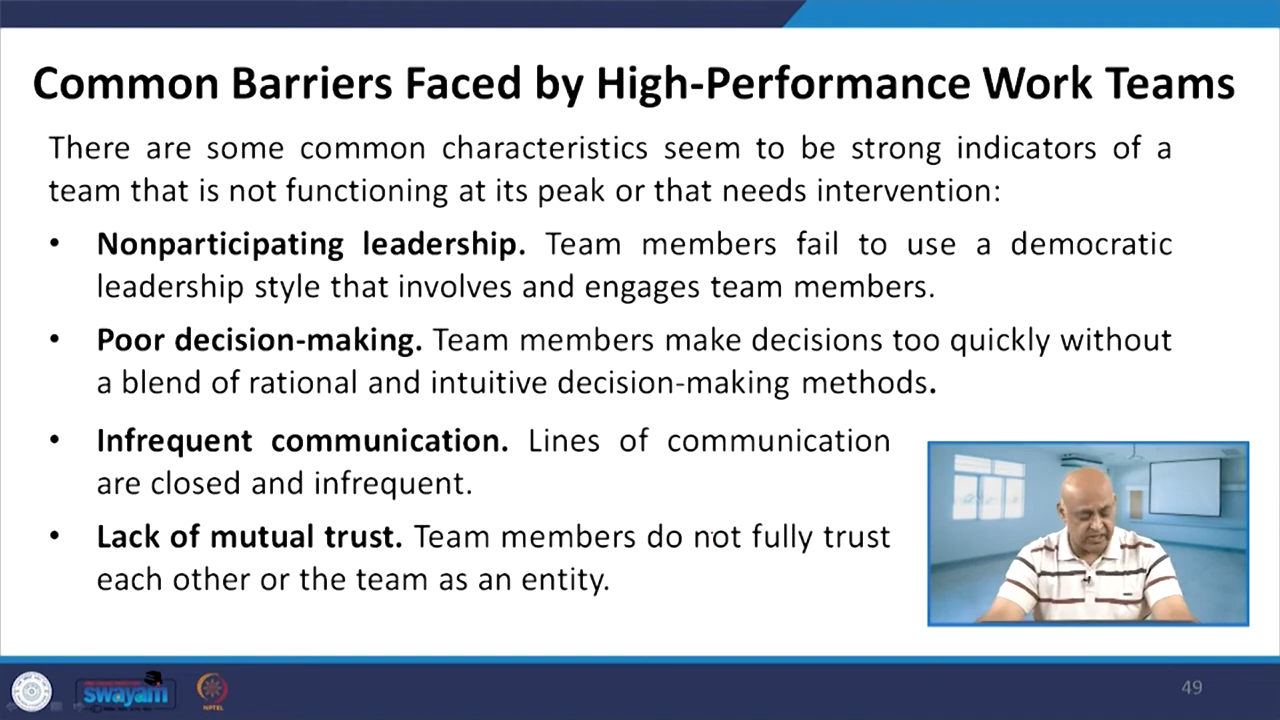 Common Barriers Faced by High-Performance Work Teams
There are some common characteristics seem to be strong indicators of a
team that is not functioning at its peak or that needs intervention:
• Nonparticipating leadership. Team members fail to use a democratic
leadership style that involves and engages team members.
• Poor decision-making. Team members make decisions too quickly without
a blend of rational and intuitive decision-making methods.
• Infrequent communication. Lines of communication
are closed and infrequent.
• Lack of mutual trust. Team members do not fully trust
each other or the team as an entity.
swayam
NPTEL
49